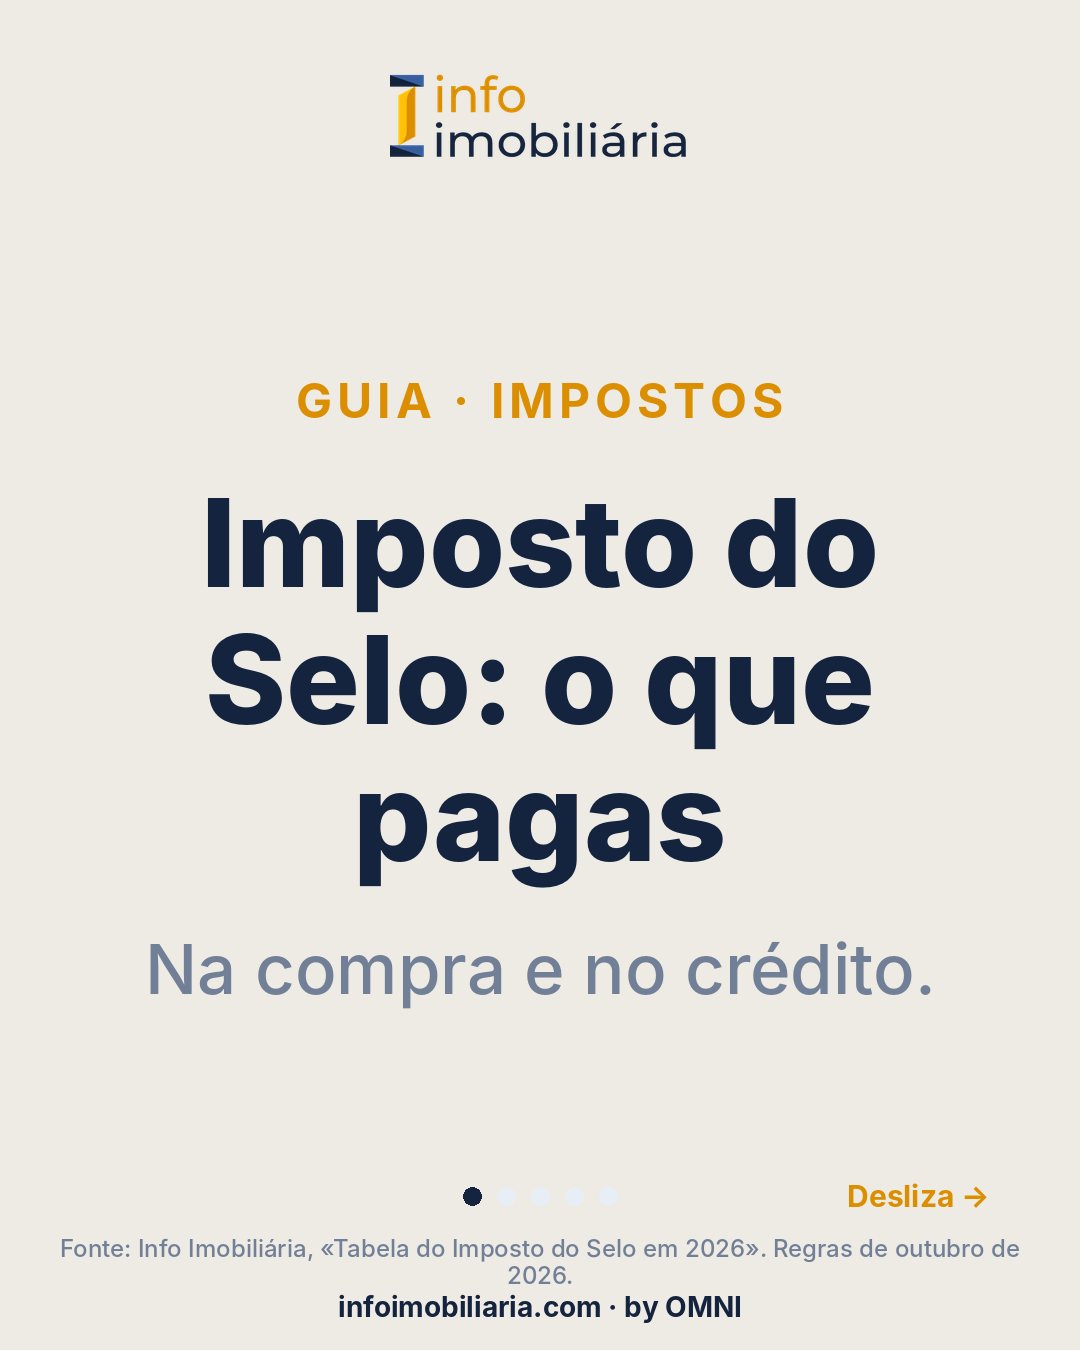 info
imobiliária
GUIA · IMPOSTOS
Imposto do
Selo: o que
pagas
Na compra e no crédito.
Desliza →
Fonte: Info Imobiliária, «Tabela do Imposto do Selo em 2026». Regras de outubro de
2026.
infoimobiliaria.com · by OMNI